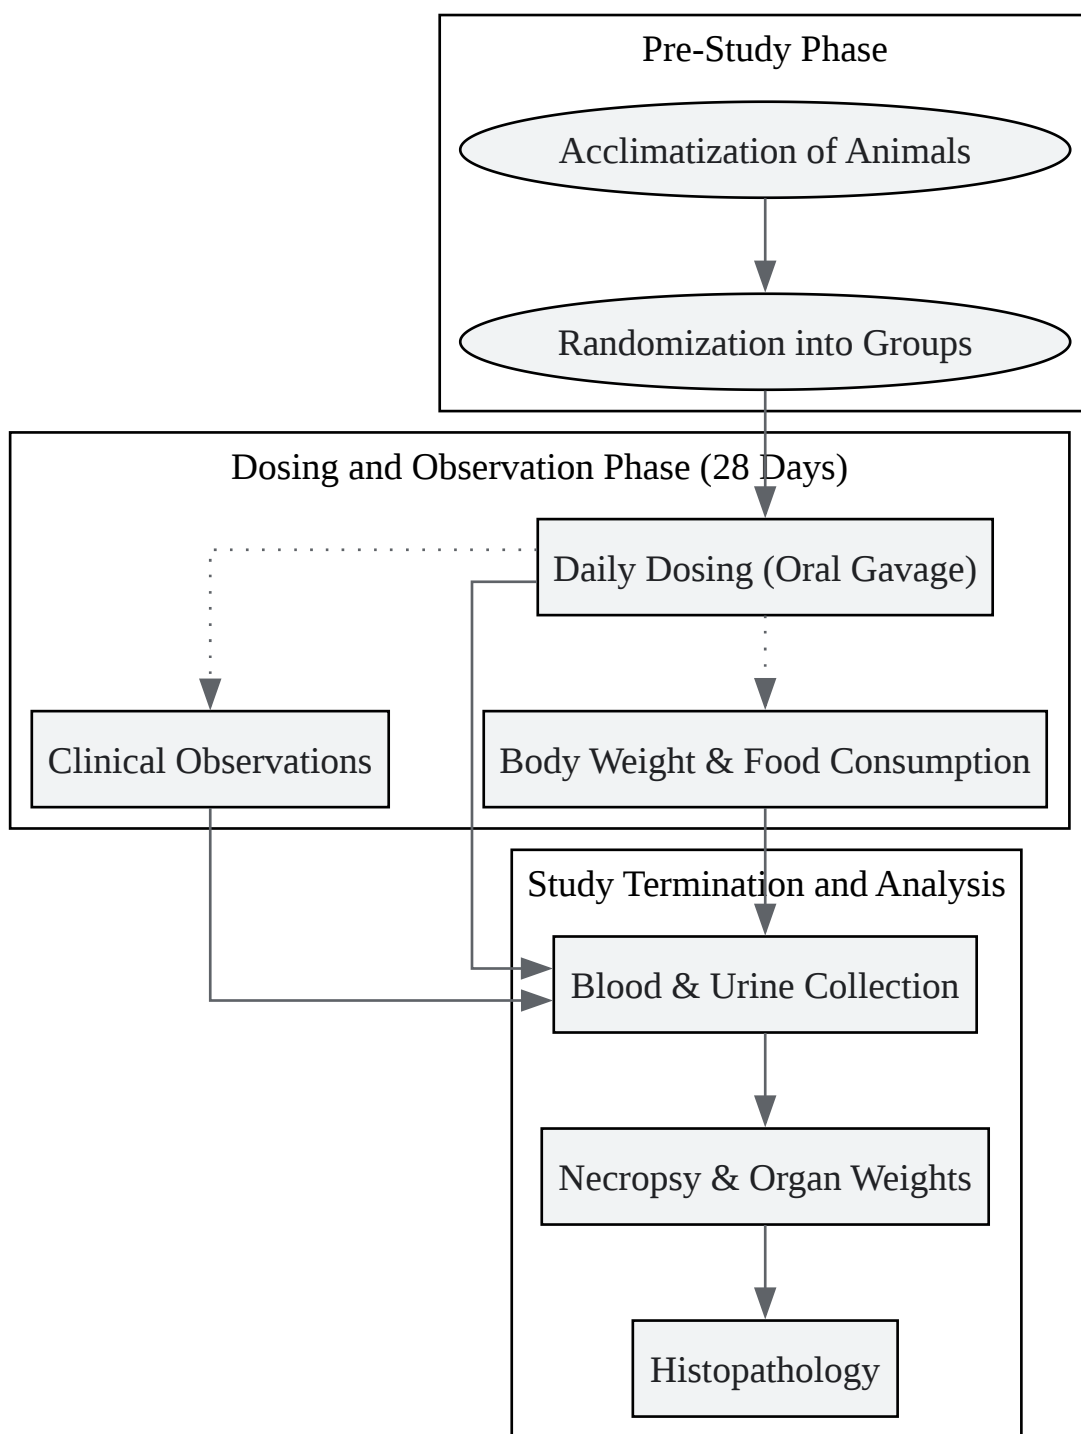 Pre-Study Phase
Acclimatization of Animals
Randomization into Groups
Dosing and Observation Phase (28 Days)
Daily Dosing (Oral Gavage)
Clinical Observations
Body Weight & Food Consumption
Study Termination and Analysis
Blood & Urine Collection
Necropsy & Organ Weights
Histopathology